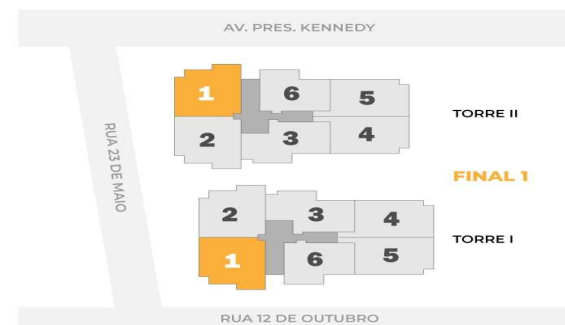 AV. PRES. KENNEDY
1 6 5
TORRE II
2 3 4
RUA 23 DE MAIO
FINAL 1
2 3 4
TORRE I
1 6 5
RUA 12 DE OUTUBRO